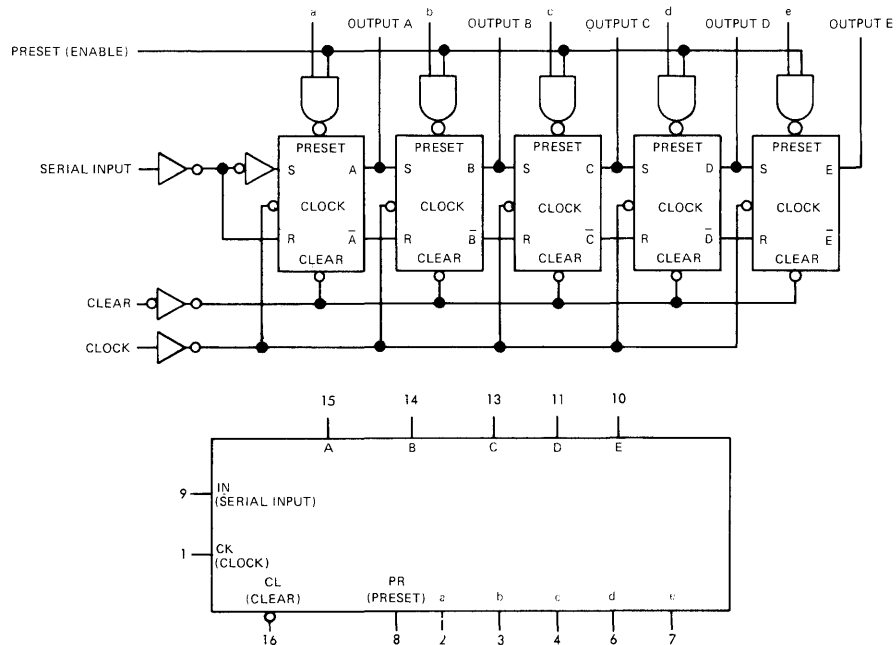 a OUTPUT A b OUTPUT B c OUTPUT C d OUTPUT D e OUTPUT E
PRESET (ENABLE)
PRESET PRESET PRESET PRESET PRESET
SERIAL INPUT S A S B S C S D S E
CLOCK CLOCK CLOCK CLOCK CLOCK
R A̅ R B̅ R C̅ R D̅ R E̅
CLEAR CLEAR CLEAR CLEAR CLEAR
CLEAR
CLOCK
15 14 13 11 10
A B C D E
9 IN
(SERIAL INPUT)
1 CK
(CLOCK)
CL PR
(CLEAR) (PRESET) a b c d e
16 8 2 3 4 6 7